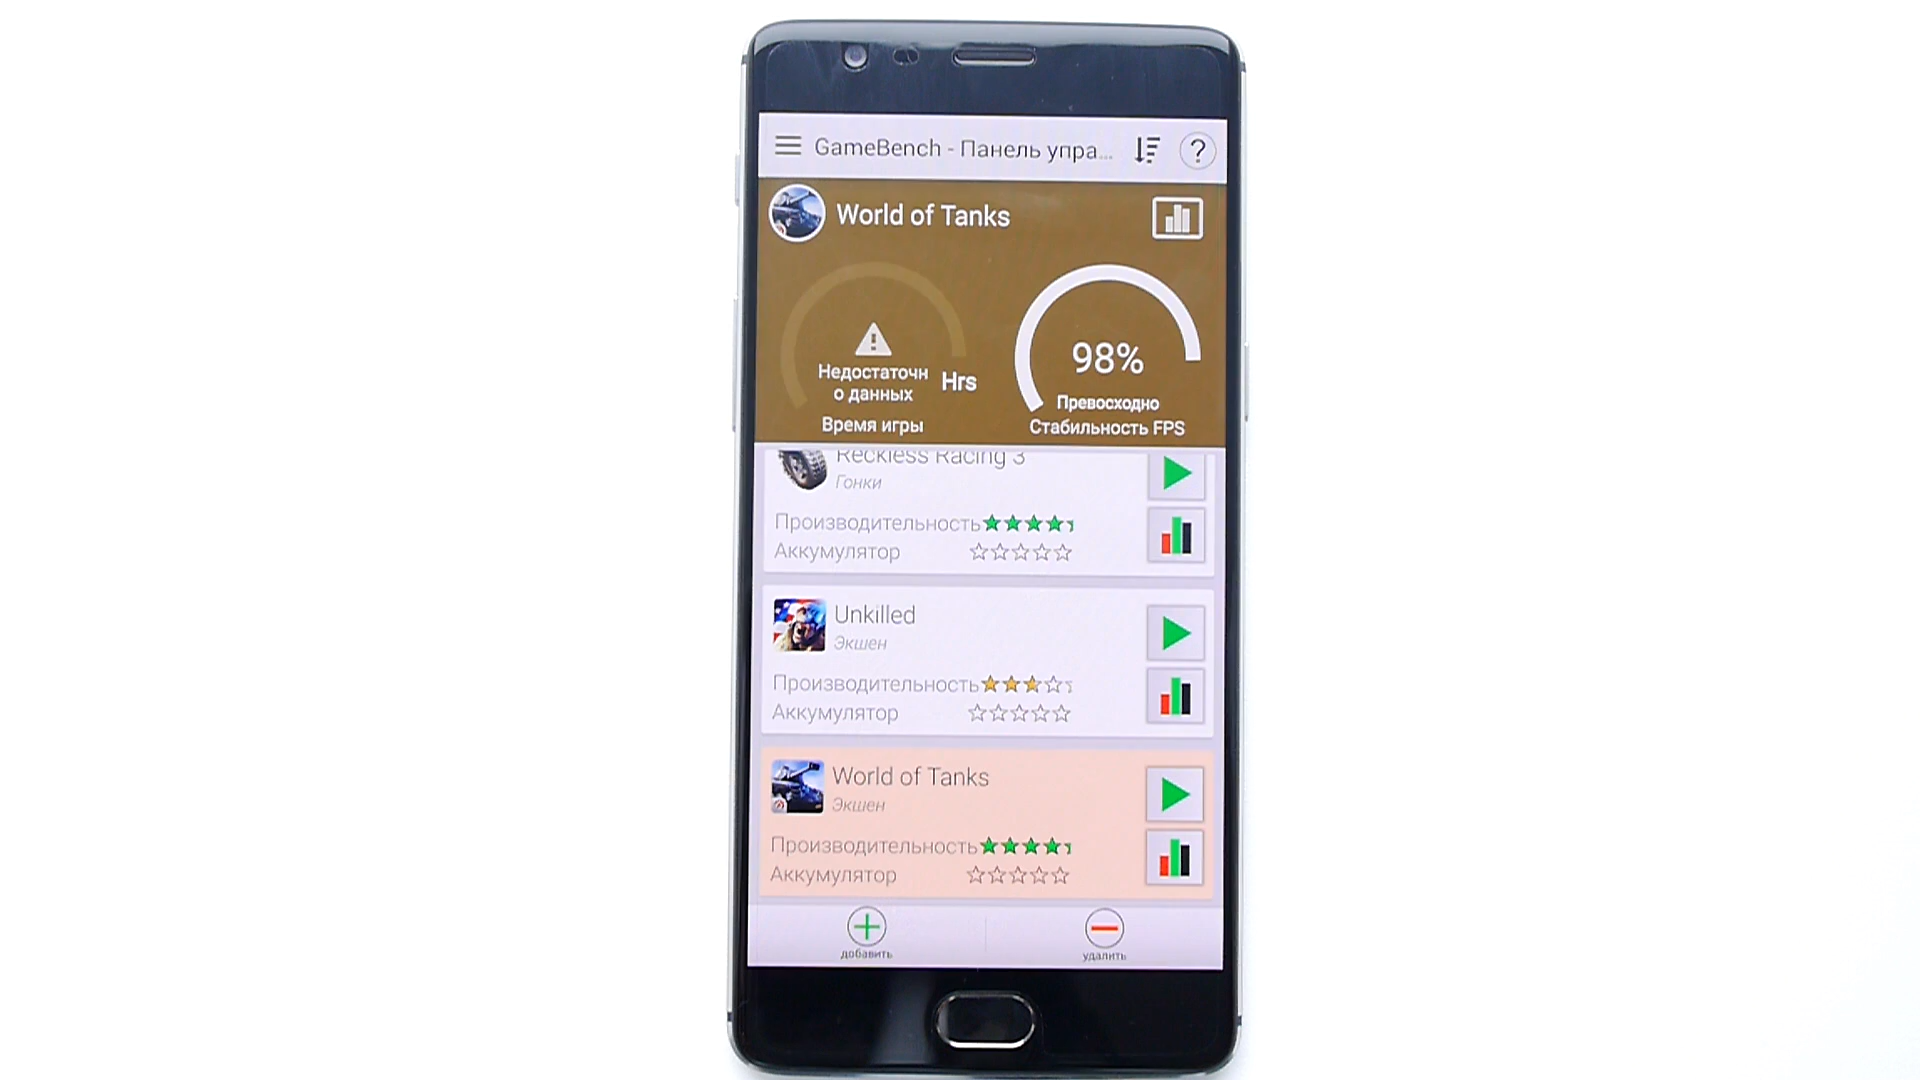 GameBench - Панель упра...
?
World of Tanks
Недостаточн
о данных
Hrs
Время игры
98%
Превосходно
Стабильность FPS
Reckless Racing 3
Гонки
Производительность
Аккумулятор
Unkilled
Экшен
Производительность
Аккумулятор
World of Tanks
Экшен
Производительность
Аккумулятор
добавить
удалить